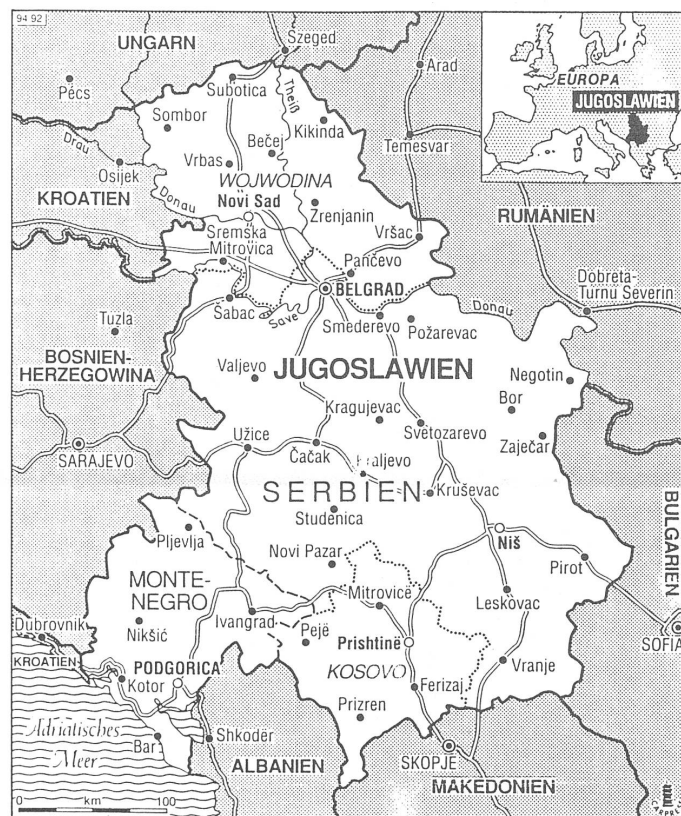 94 92
UNGARN
Szeged
Arad
Pécs
Subotica
Theiß
EUROPA
JUGOSLAWIEN
Sombor
Kikinda
Temesvar
Drau
Bečej
Osijek
Vrbas
WOJWODINA
KROATIEN
Donau
Novi Sad
Zrenjanin
RUMÄNIEN
Sremska
Mitrovica
Vršac
Pančevo
Dobreta-
Turnu Severin
BELGRAD
Šabac
Save
Donau
Tuzla
Smederevo
Požarevac
BOSNIEN-
HERZEGOWINA
Valjevo
JUGOSLAWIEN
Negotin
Bor
Kragujevac
Svetozarevo
Zaječar
SARAJEVO
Užice
Čačak
SERBIEN
Kruševac
Studenica
BULGARIEN
Pljevlja
Niš
Novi Pazar
Pirot
MONTE-
NEGRO
Mitrovicë
Leskovac
Dubrovnik
Nikšić
Ivangrad
Pejë
Prishtinë
SOFIA
KROATIEN
PODGORICA
KOSOVO
Vranje
Kotor
Ferizaj
Prizren
Adriatisches
Meer
Bar
Shkodër
SKOPJE
ALBANIEN
MAKEDONIEN
0 km 100